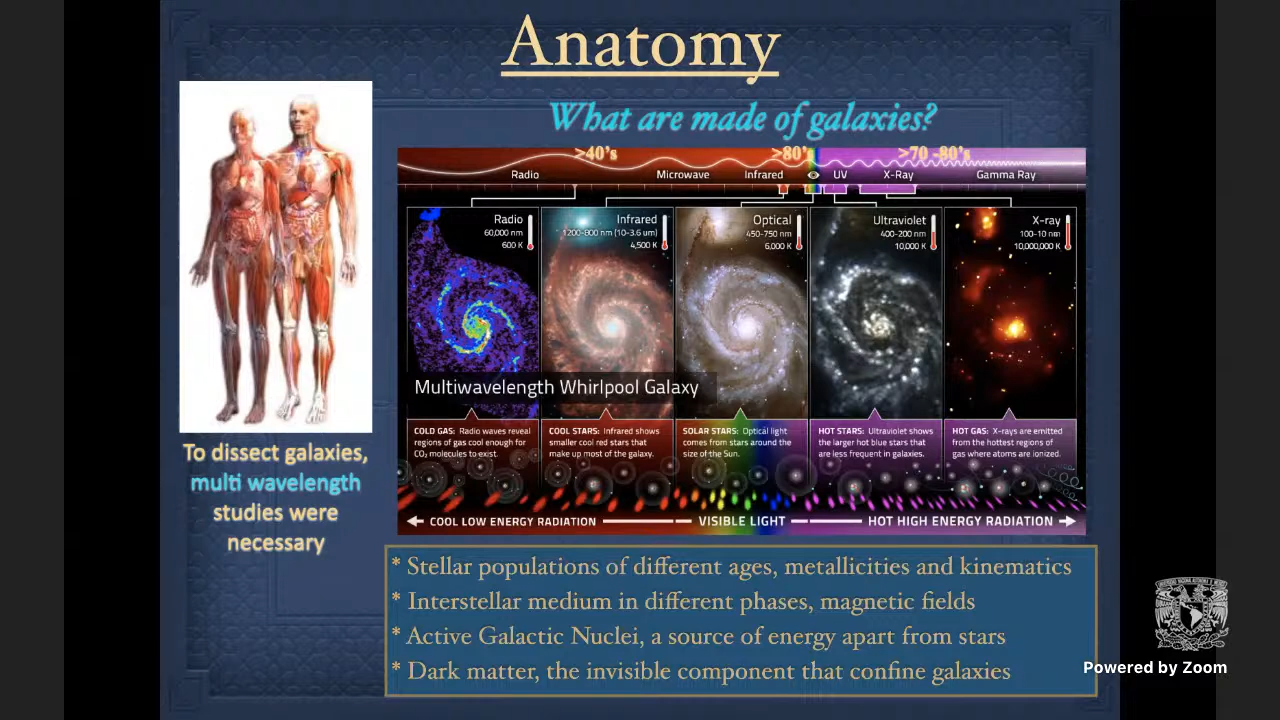 Anatomy
What are made of galaxies?
>40's >80's >70 -80's
Radio Microwave Infrared UV X-Ray Gamma Ray
Radio
60,000 nm
600 K
Infrared
1200-800 nm (10-3.6 um)
4,500 K
Optical
450-750 nm
6,000 K
Ultraviolet
400-200 nm
10,000 K
X-ray
100-10 nm
10,000,000 K
Multiwavelength Whirlpool Galaxy
COLD GAS: Radio waves reveal
regions of gas cool enough for
CO₂ molecules to exist.
COOL STARS: Infrared shows
smaller cool red stars that
make up most of the galaxy.
SOLAR STARS: Optical light
comes from stars around the
size of the Sun.
HOT STARS: Ultraviolet shows
the larger hot blue stars that
are less frequent in galaxies.
HOT GAS: X-rays are emitted
from the hottest regions of
gas where atoms are ionized.
COOL LOW ENERGY RADIATION VISIBLE LIGHT HOT HIGH ENERGY RADIATION
To dissect galaxies,
multi wavelength
studies were
necessary
* Stellar populations of different ages, metallicities and kinematics
* Interstellar medium in different phases, magnetic fields
* Active Galactic Nuclei, a source of energy apart from stars
* Dark matter, the invisible component that confine galaxies
Powered by Zoom